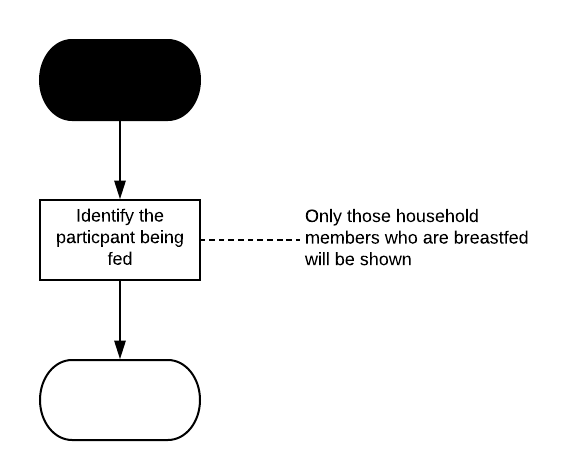 Identify the
particpant being
fed
Only those household
members who are breastfed
will be shown